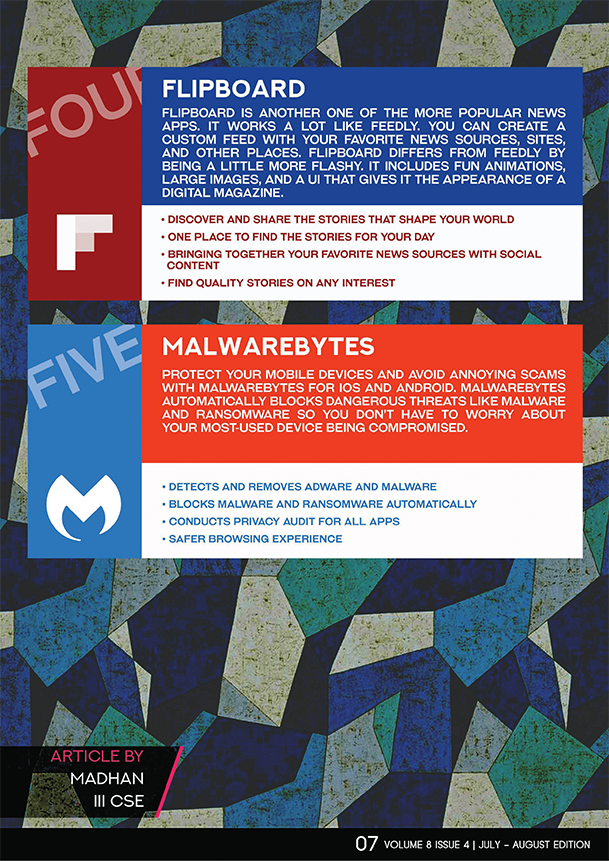 FOUR
FLIPBOARD
FLIPBOARD IS ANOTHER ONE OF THE MORE POPULAR NEWS
APPS. IT WORKS A LOT LIKE FEEDLY. YOU CAN CREATE A
CUSTOM FEED WITH YOUR FAVORITE NEWS SOURCES, SITES,
AND OTHER PLACES. FLIPBOARD DIFFERS FROM FEEDLY BY
BEING A LITTLE MORE FLASHY. IT INCLUDES FUN ANIMATIONS,
LARGE IMAGES, AND A UI THAT GIVES IT THE APPEARANCE OF A
DIGITAL MAGAZINE.
• DISCOVER AND SHARE THE STORIES THAT SHAPE YOUR WORLD
• ONE PLACE TO FIND THE STORIES FOR YOUR DAY
• BRINGING TOGETHER YOUR FAVORITE NEWS SOURCES WITH SOCIAL
CONTENT
• FIND QUALITY STORIES ON ANY INTEREST
FIVE
MALWAREBYTES
PROTECT YOUR MOBILE DEVICES AND AVOID ANNOYING SCAMS
WITH MALWAREBYTES FOR IOS AND ANDROID. MALWAREBYTES
AUTOMATICALLY BLOCKS DANGEROUS THREATS LIKE MALWARE
AND RANSOMWARE SO YOU DON'T HAVE TO WORRY ABOUT
YOUR MOST-USED DEVICE BEING COMPROMISED.
• DETECTS AND REMOVES ADWARE AND MALWARE
• BLOCKS MALWARE AND RANSOMWARE AUTOMATICALLY
• CONDUCTS PRIVACY AUDIT FOR ALL APPS
• SAFER BROWSING EXPERIENCE
ARTICLE BY
MADHAN
III CSE
07 VOLUME 8 ISSUE 4 | JULY - AUGUST EDITION